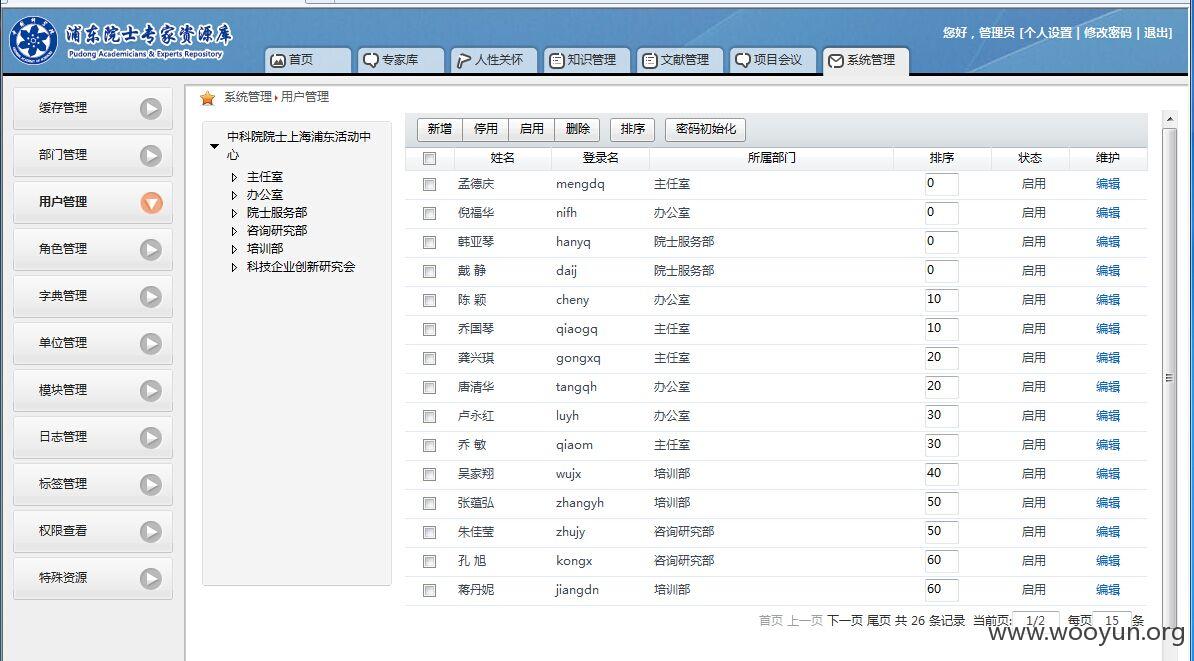 浦东院士专家资源库
Pudong Academicians & Experts Repository
您好，管理员 [个人设置 | 修改密码 | 退出]
首页 专家库 人性关怀 知识管理 文献管理 项目会议 系统管理
缓存管理
部门管理
用户管理
角色管理
字典管理
单位管理
模块管理
日志管理
标签管理
权限查看
特殊资源
系统管理 用户管理
中科院院士上海浦东活动中
心
主任室
办公室
院士服务部
咨询研究部
培训部
科技企业创新研究会
新增 停用 启用 删除 排序 密码初始化
姓名 登录名 所属部门 排序 状态 维护
孟德庆 mengdq 主任室 0 启用 编辑
倪福华 nifh 办公室 0 启用 编辑
韩亚琴 hanyq 院士服务部 0 启用 编辑
戴 静 daij 院士服务部 0 启用 编辑
陈 颖 cheny 办公室 10 启用 编辑
乔国琴 qiaogq 主任室 10 启用 编辑
龚兴琪 gongxq 主任室 20 启用 编辑
唐清华 tangqh 办公室 20 启用 编辑
卢永红 luyh 办公室 30 启用 编辑
乔 敏 qiaom 主任室 30 启用 编辑
吴家翔 wujx 培训部 40 启用 编辑
张蕴弘 zhangyh 培训部 50 启用 编辑
朱佳莹 zhujy 咨询研究部 50 启用 编辑
孔 旭 kongx 咨询研究部 60 启用 编辑
蒋丹妮 jiangdn 培训部 60 启用 编辑
首页 上一页 下一页 尾页 共 26 条记录 当前页: 1/2 每页 15 条
www.wooyun.org